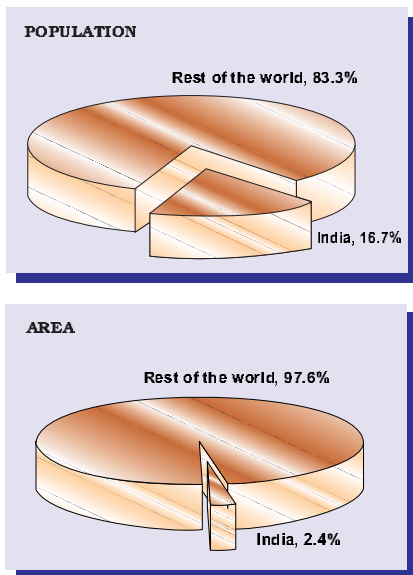 POPULATION
Rest of the world, 83.3%
India, 16.7%
AREA
Rest of the world, 97.6%
India, 2.4%